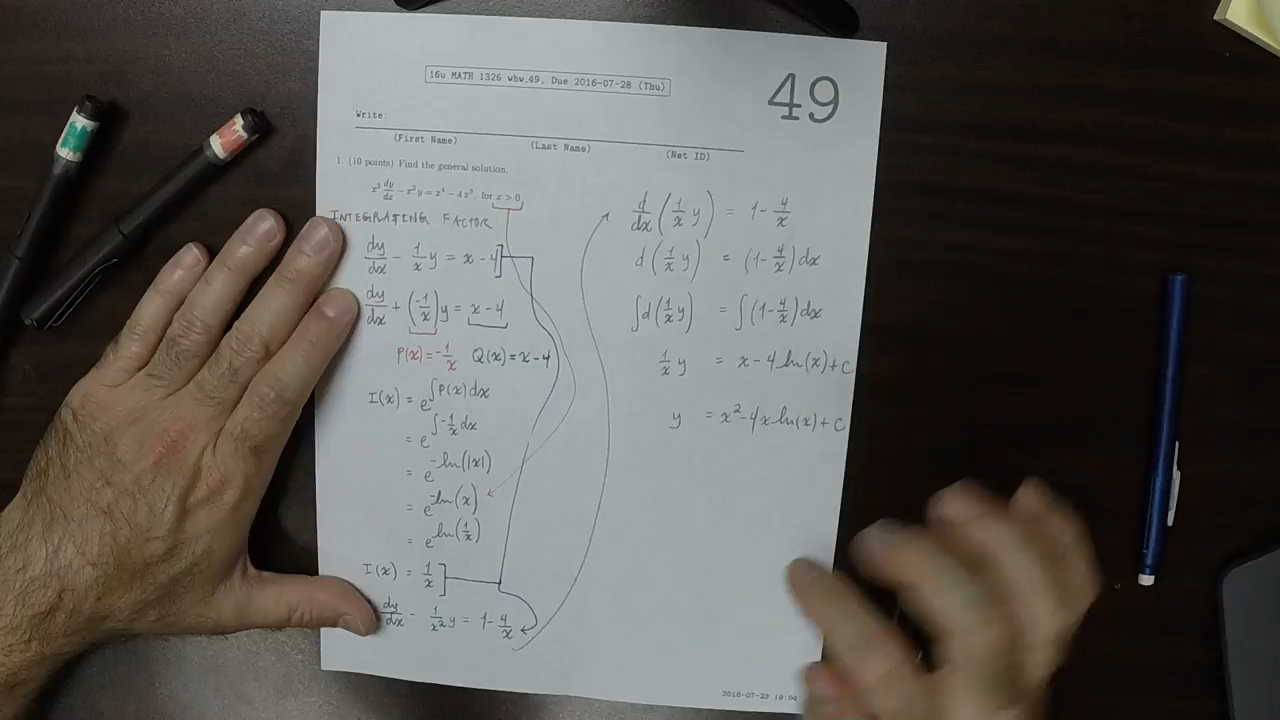 16u MATH 1326 whw.49, Due 2016-07-28 (Thu)
49
Write:
(First Name) (Last Name) (Net ID)
1. (10 points) Find the general solution.
x³ dy/dx − x² y = x⁴ − 4x³, for x > 0
INTEGRATING FACTOR
dy/dx − 1/x y = x − 4
dy/dx + (−1/x) y = x − 4
P(x) = −1/x Q(x) = x − 4
I(x) = e^∫P(x)dx
= e^∫−1/x dx
= e^−ln(|x|)
= e^−ln(x)
= e^ln(1/x)
I(x) = 1/x
dy/dx − 1/x² y = 1 − 4/x
d/dx (1/x y) = 1 − 4/x
d (1/x y) = (1 − 4/x) dx
∫d (1/x y) = ∫(1 − 4/x) dx
1/x y = x − 4 ln(x) + C
y = x² − 4x ln(x) + C